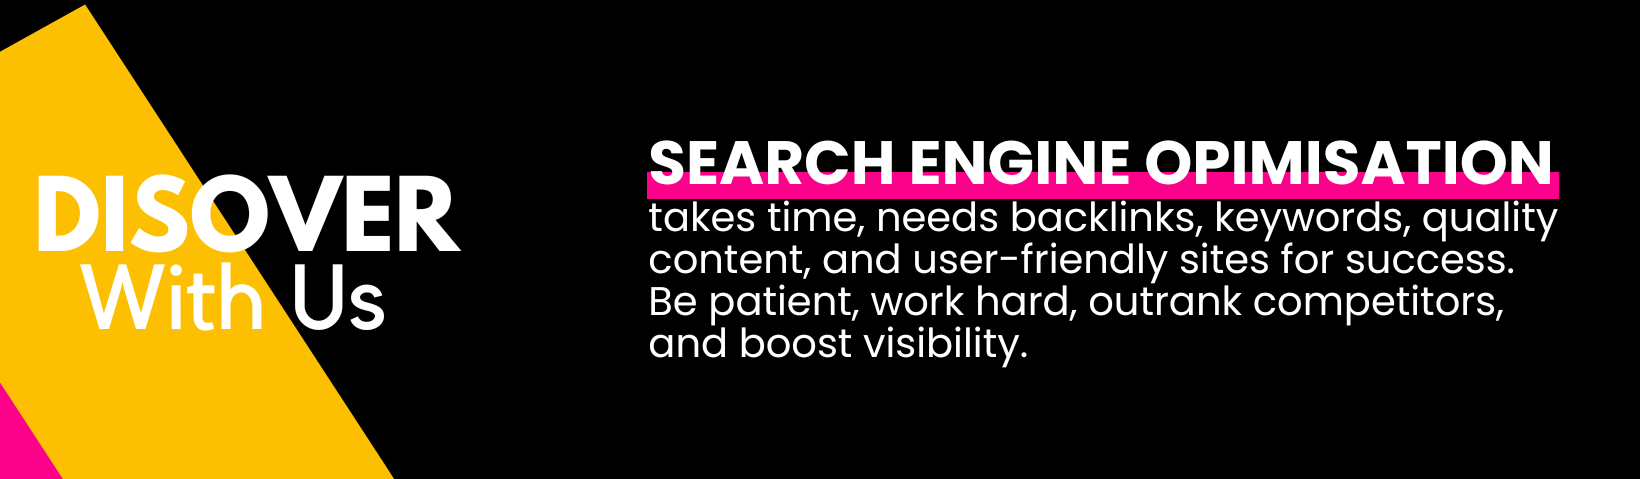 DISOVER
With Us
SEARCH ENGINE OPIMISATION
takes time, needs backlinks, keywords, quality
content, and user-friendly sites for success.
Be patient, work hard, outrank competitors,
and boost visibility.